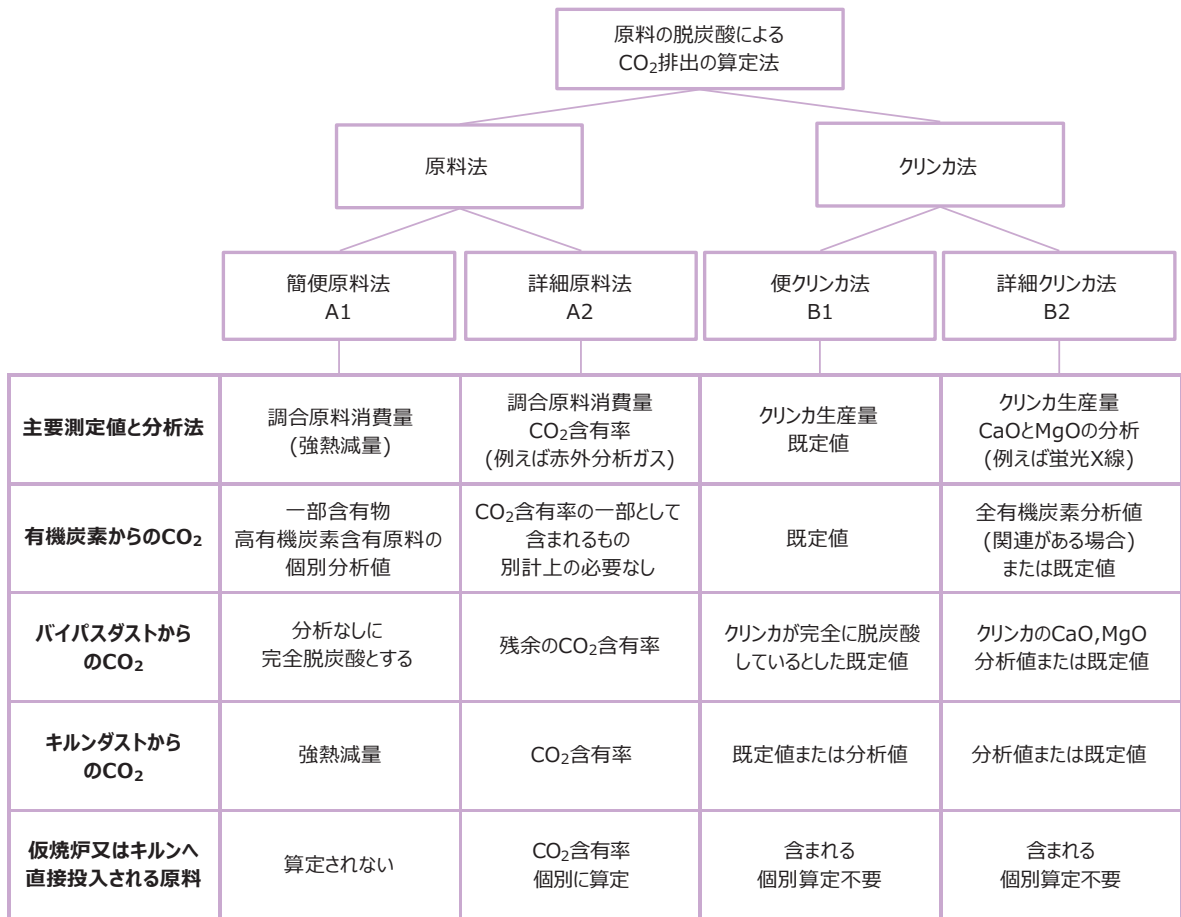 原料の脱炭酸による
CO₂排出の算定法
原料法
クリンカ法
簡便原料法
A1
詳細原料法
A2
便クリンカ法
B1
詳細クリンカ法
B2
主要測定値と分析法
調合原料消費量
(強熱減量)
調合原料消費量
CO₂含有率
(例えば赤外分析ガス)
クリンカ生産量
既定値
クリンカ生産量
CaOとMgOの分析
(例えば蛍光X線)
有機炭素からのCO₂
一部含有物
高有機炭素含有原料の
個別分析値
CO₂含有率の一部として
含まれるもの
別計上の必要なし
既定値
全有機炭素分析値
(関連がある場合)
または既定値
バイパスダストから
のCO₂
分析なしに
完全脱炭酸とする
残余のCO₂含有率
クリンカが完全に脱炭酸
しているとした既定値
クリンカのCaO,MgO
分析値または既定値
キルンダストから
のCO₂
強熱減量
CO₂含有率
既定値または分析値
分析値または既定値
仮焼炉又はキルンへ
直接投入される原料
算定されない
CO₂含有率
個別に算定
含まれる
個別算定不要
含まれる
個別算定不要